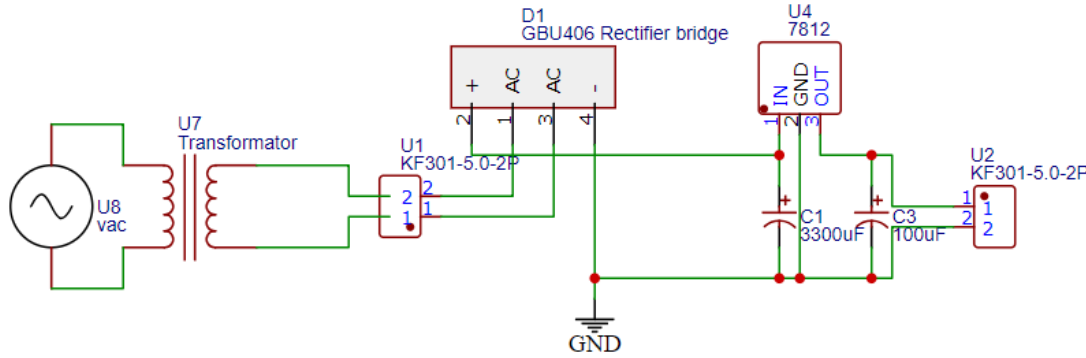 D1
GBU406 Rectifier bridge
+
AC
AC
-
2
1
3
4
U4
7812
IN
GND
OUT
1
2
3
U7
Transformator
U8
vac
U1
KF301-5.0-2P
2
1
2
1
C1
3300uF
C3
100uF
U2
KF301-5.0-2P
1
2
1
2
+
+
GND